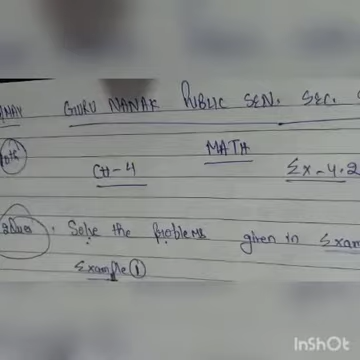 GURU NANAK PUBLIC SEN. SEC.
MATH
CH-4 Ex-4.2
Solve the Problems given in Exam
Example ①
InShOt